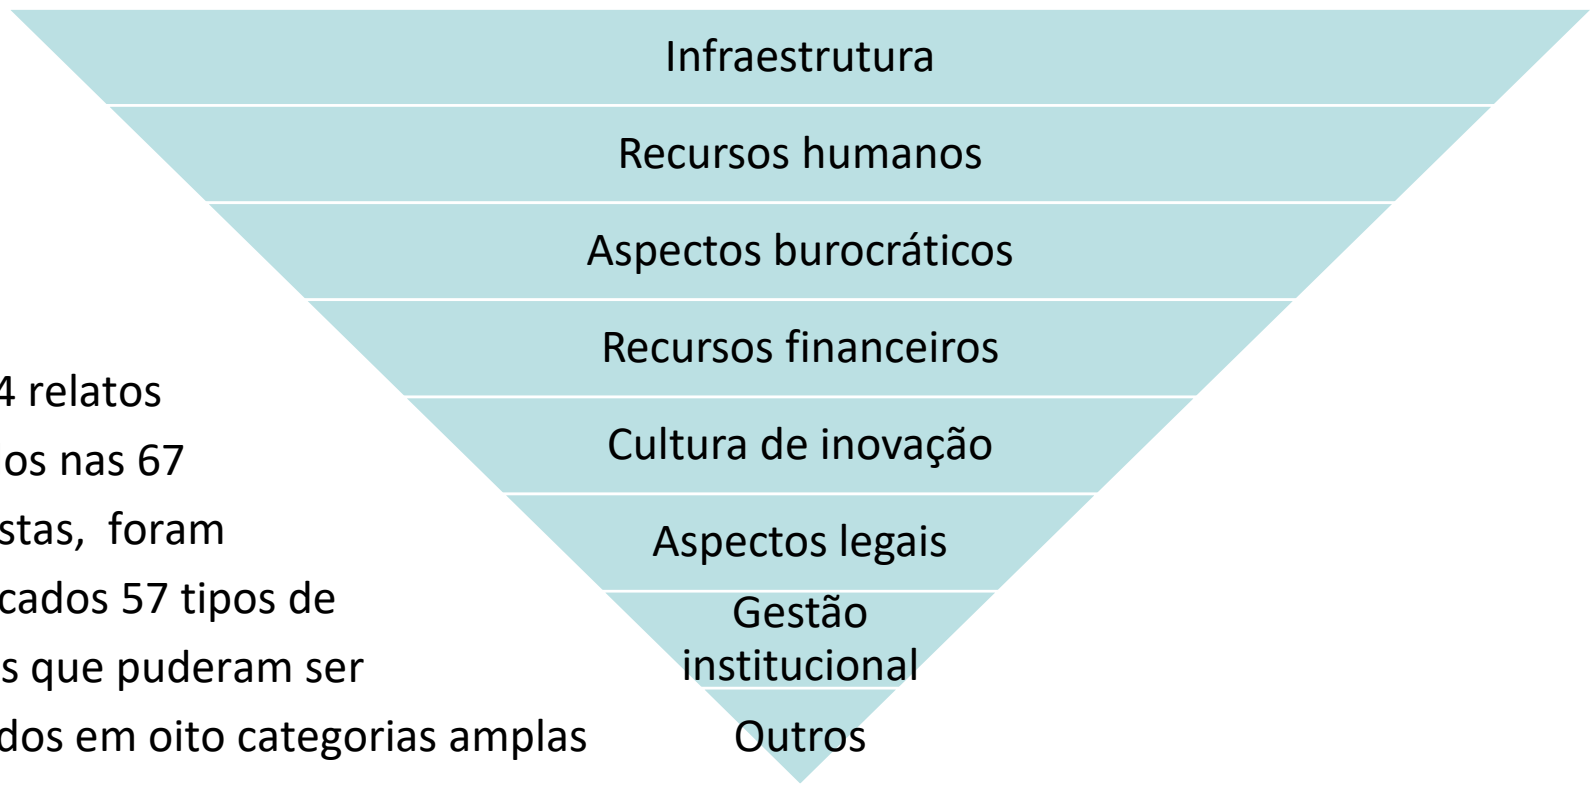 Infraestrutura
Recursos humanos
Aspectos burocráticos
Recursos financeiros
Cultura de inovação
Aspectos legais
Gestão
institucional
Outros
4 relatos
os nas 67
stas, foram
cados 57 tipos de
s que puderam ser
dos em oito categorias amplas